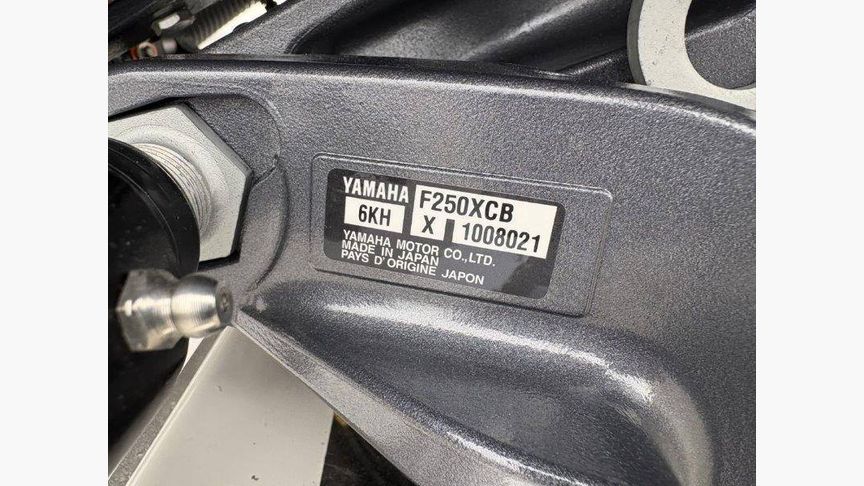 YAMAHA F250XCB
6KH X 1008021
YAMAHA MOTOR CO.,LTD.
MADE IN JAPAN
PAYS D'ORIGINE JAPON